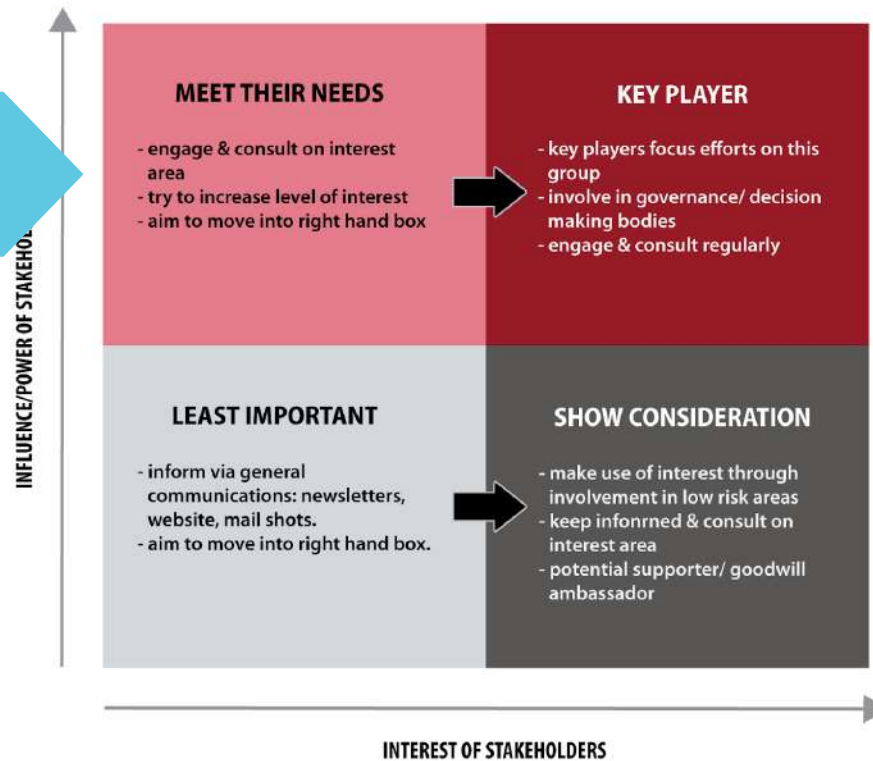 MEET THEIR NEEDS
- engage & consult on interest
area
- try to increase level of interest
- aim to move into right hand box
KEY PLAYER
- key players focus efforts on this
group
- involve in governance/ decision
making bodies
- engage & consult regularly
LEAST IMPORTANT
- inform via general
communications: newsletters,
website, mail shots.
- aim to move into right hand box.
SHOW CONSIDERATION
- make use of interest through
involvement in low risk areas
- keep infonrned & consult on
interest area
- potential supporter/ goodwill
ambassador
INFLUENCE/POWER OF
INTEREST OF STAKEHOLDERS